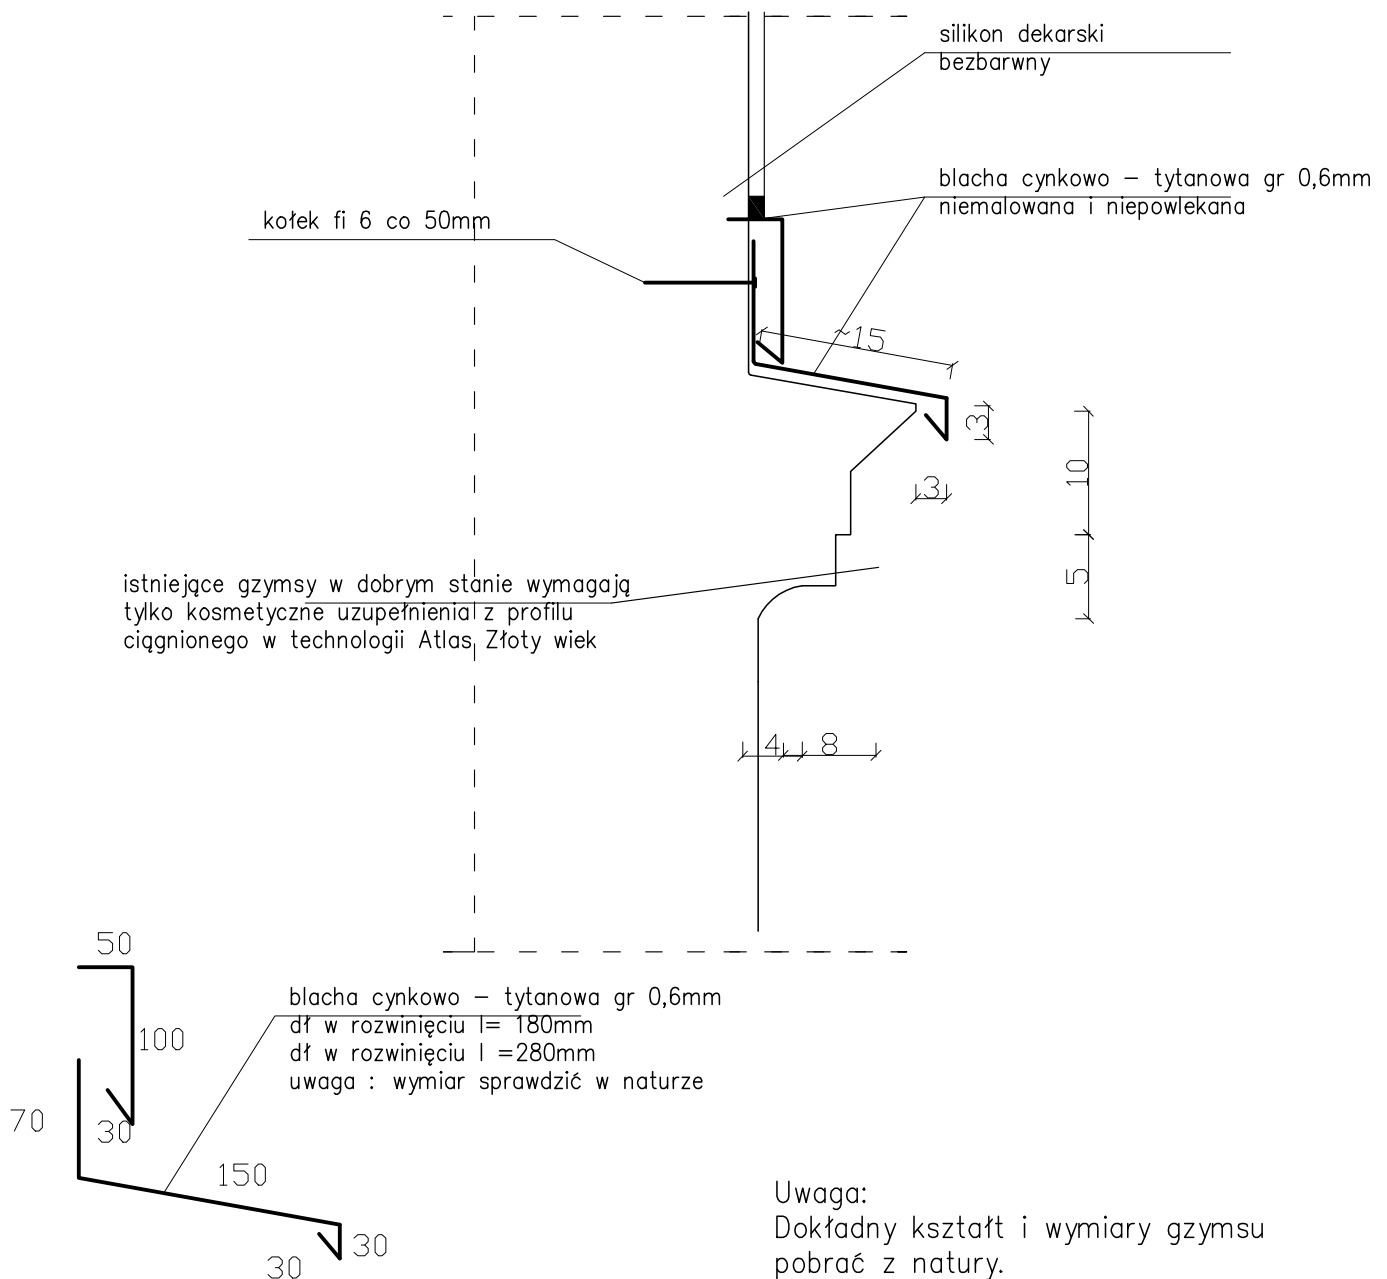 silikon dekarski
bezbarwny
blacha cynkowo – tytanowa gr 0,6mm
niemalowana i niepowlekana
kołek fi 6 co 50mm
~15
3
3
10
5
istniejące gzymsy w dobrym stanie wymagają
tylko kosmetyczne uzupełnienia z profilu
ciągnionego w technologii Atlas Złoty wiek
4
8
50
100
30
70
150
30
30
blacha cynkowo – tytanowa gr 0,6mm
dł w rozwinięciu l= 180mm
dł w rozwinięciu l =280mm
uwaga : wymiar sprawdzić w naturze
Uwaga:
Dokładny kształt i wymiary gzymsu
pobrać z natury.